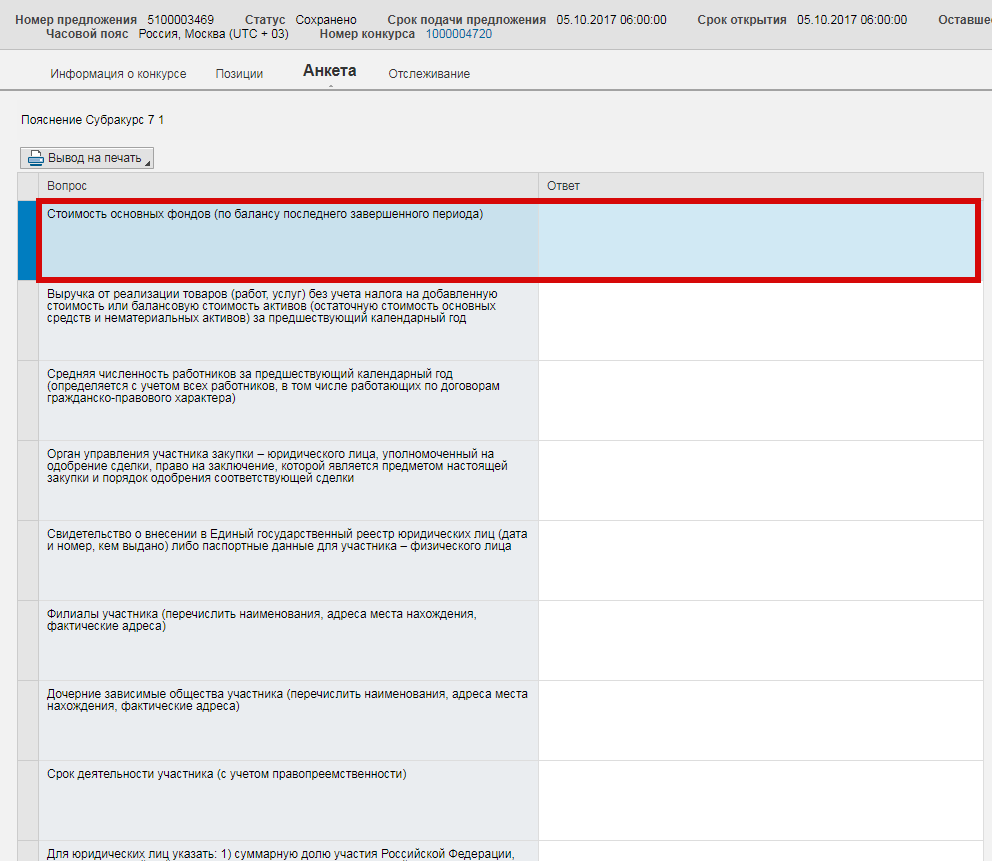 Номер предложения 5100003469 Статус Сохранено Срок подачи предложения 05.10.2017 06:00:00 Срок открытия 05.10.2017 06:00:00
Часовой пояс Россия, Москва (UTC + 03) Номер конкурса 1000004720
Информация о конкурсе Позиции Анкета Отслеживание
Пояснение Субракурс 7 1
Вывод на печать
Вопрос Ответ
Стоимость основных фондов (по балансу последнего завершенного периода)
Выручка от реализации товаров (работ, услуг) без учета налога на добавленную
стоимость или балансовую стоимость активов (остаточную стоимость основных
средств и нематериальных активов) за предшествующий календарный год
Средняя численность работников за предшествующий календарный год
(определяется с учетом всех работников, в том числе работающих по договорам
гражданско-правового характера)
Орган управления участника закупки – юридического лица, уполномоченный на
одобрение сделки, право на заключение, которой является предметом настоящей
закупки и порядок одобрения соответствующей сделки
Свидетельство о внесении в Единый государственный реестр юридических лиц (дата
и номер, кем выдано) либо паспортные данные для участника – физического лица
Филиалы участника (перечислить наименования, адреса места нахождения,
фактические адреса)
Дочерние зависимые общества участника (перечислить наименования, адреса места
нахождения, фактические адреса)
Срок деятельности участника (с учетом правопреемственности)
Для юридических лиц указать: 1) суммарную долю участия Российской Федерации,